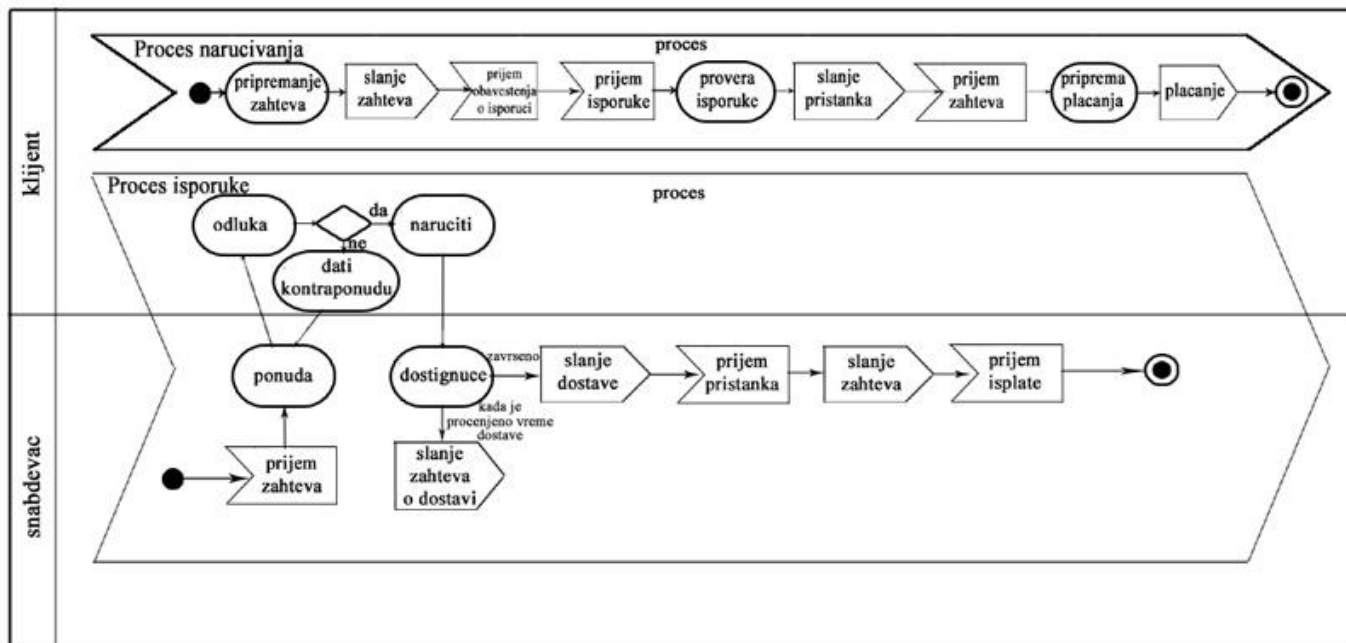 klijent
Proces narucivanja
proces
pripremanje
zahteva
slanje
zahteva
prijem
obavestenja
o isporuci
prijem
isporuke
provera
isporuke
slanje
pristanka
prijem
zahteva
priprema
placanja
placanje
Proces isporuke
proces
odluka
da
ne
naruciti
dati
kontraponudu
snabdevac
ponuda
prijem
zahteva
dostignuce
zavrseno
kada je
procenjeno vreme
dostave
slanje
zahteva
o dostavi
slanje
dostave
prijem
pristanka
slanje
zahteva
prijem
isplate